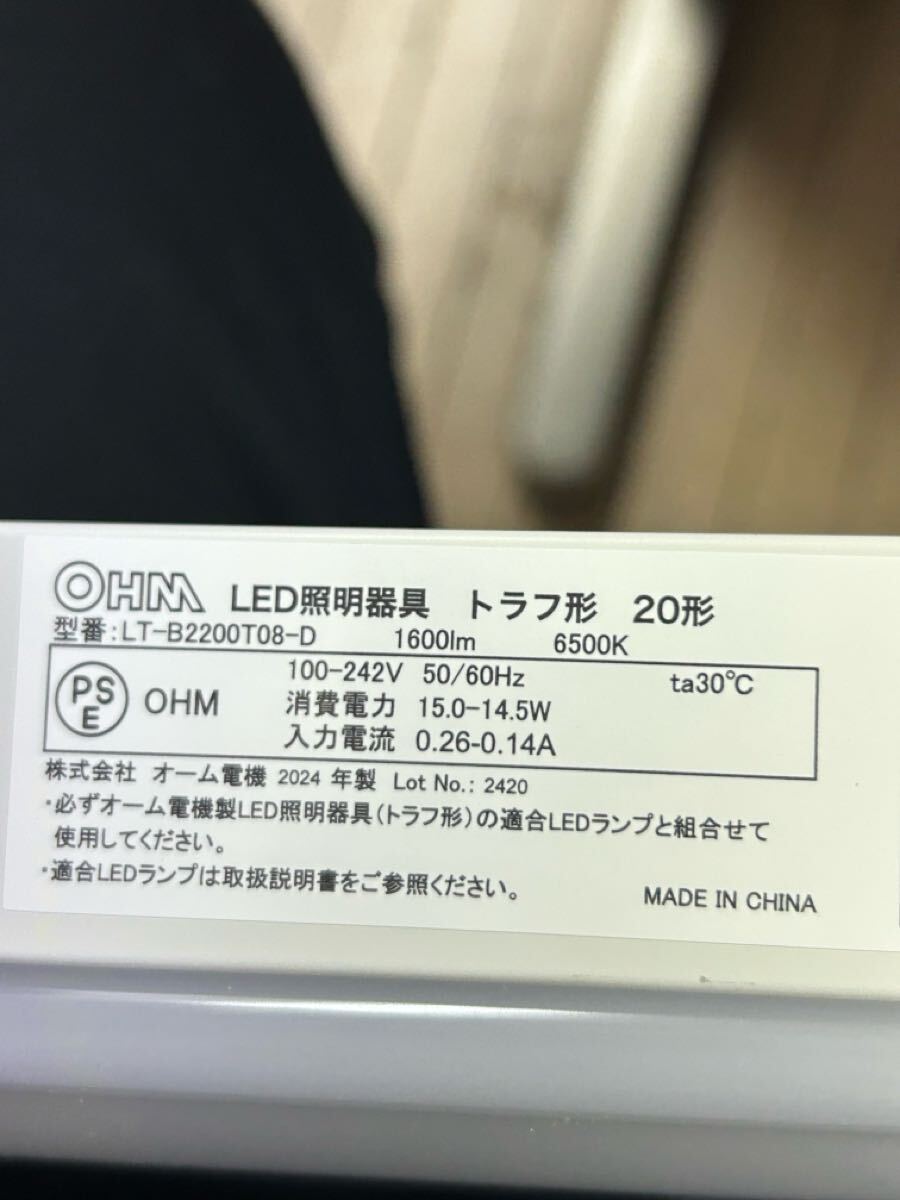 OHM LED照明器具 トラフ形 20形
型番:LT-B2200T08-D 1600lm 6500K
100-242V 50/60Hz ta30℃
PS
E
OHM 消費電力 15.0-14.5W
入力電流 0.26-0.14A
株式会社 オーム電機 2024 年製 Lot No.: 2420
・必ずオーム電機製LED照明器具(トラフ形)の適合LEDランプと組合せて
使用してください。
・適合LEDランプは取扱説明書をご参照ください。
MADE IN CHINA